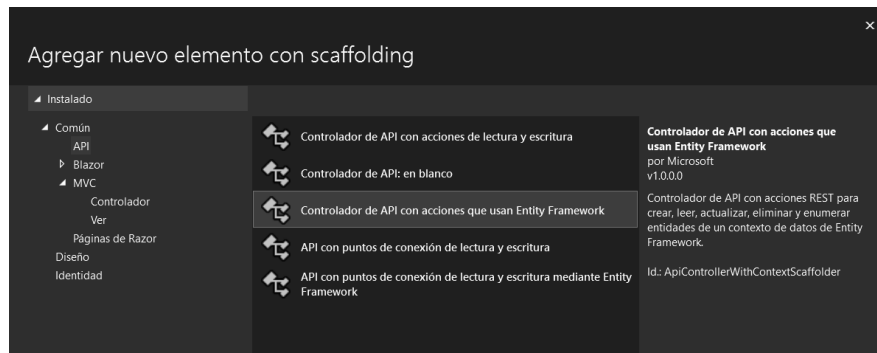 Agregar nuevo elemento con scaffolding
Instalado
Común
API
Blazor
MVC
Controlador
Ver
Páginas de Razor
Diseño
Identidad
Controlador de API con acciones de lectura y escritura
Controlador de API: en blanco
Controlador de API con acciones que usan Entity Framework
API con puntos de conexión de lectura y escritura
API con puntos de conexión de lectura y escritura mediante Entity
Framework
Controlador de API con acciones que
usan Entity Framework
por Microsoft
v1.0.0.0
Controlador de API con acciones REST para
crear, leer, actualizar, eliminar y enumerar
entidades de un contexto de datos de Entity
Framework.
Id.: ApiControllerWithContextScaffolder